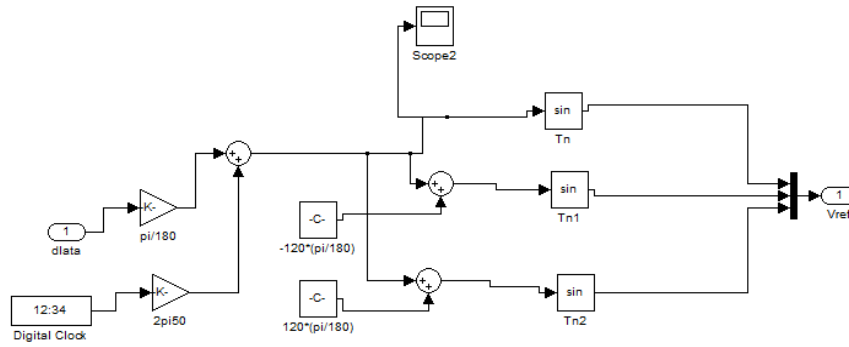 Scope2
sin
Tn
+
+
-K-
pi/180
1
dlata
+
+
sin
Tn1
1
Vref
-C-
-120*(pi/180)
12:34
Digital Clock
-K-
2pi50
-C-
120*(pi/180)
+
+
sin
Tn2